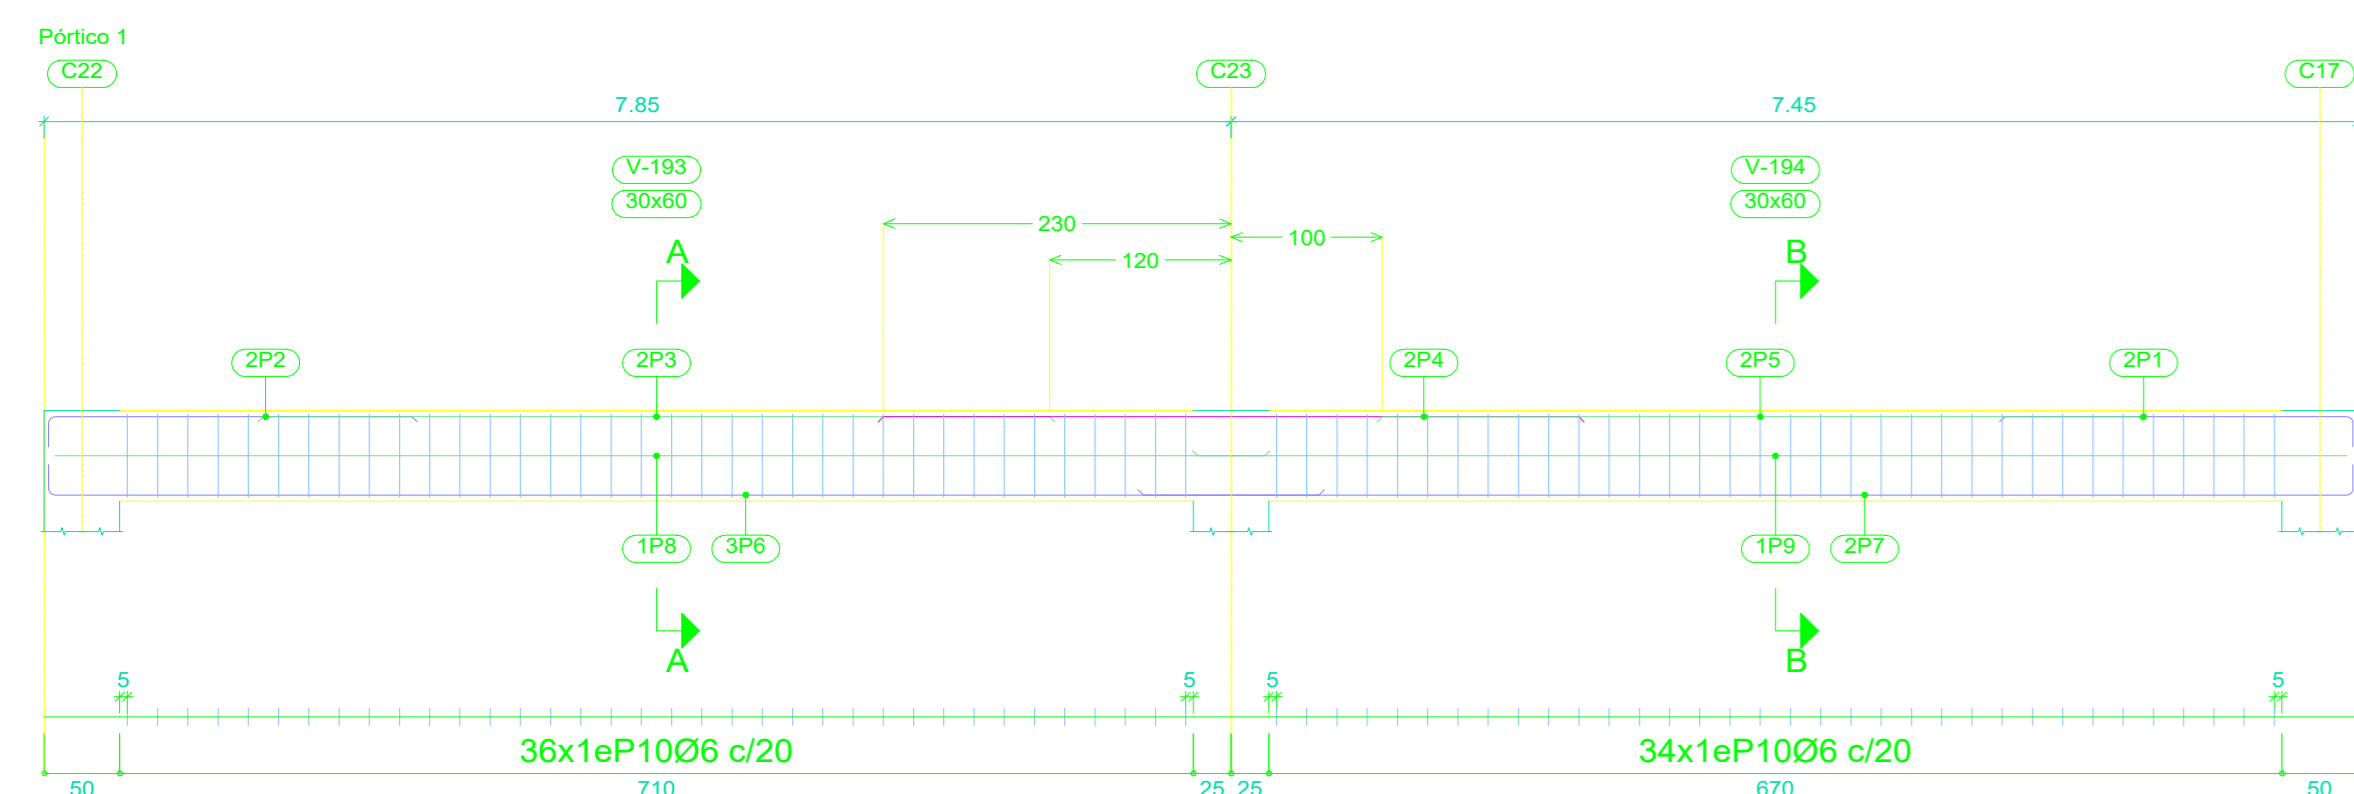 Pórtico 1
C22 C23 C17
7.85 7.45
V-193 V-194
30x60 30x60
230
100
120
A B
2P2 2P3 2P4 2P5 2P1
1P8 3P6 1P9 2P7
A B
5 5 5 5
36x1eP10Ø6 c/20 34x1eP10Ø6 c/20
50 710 25 25 670 50